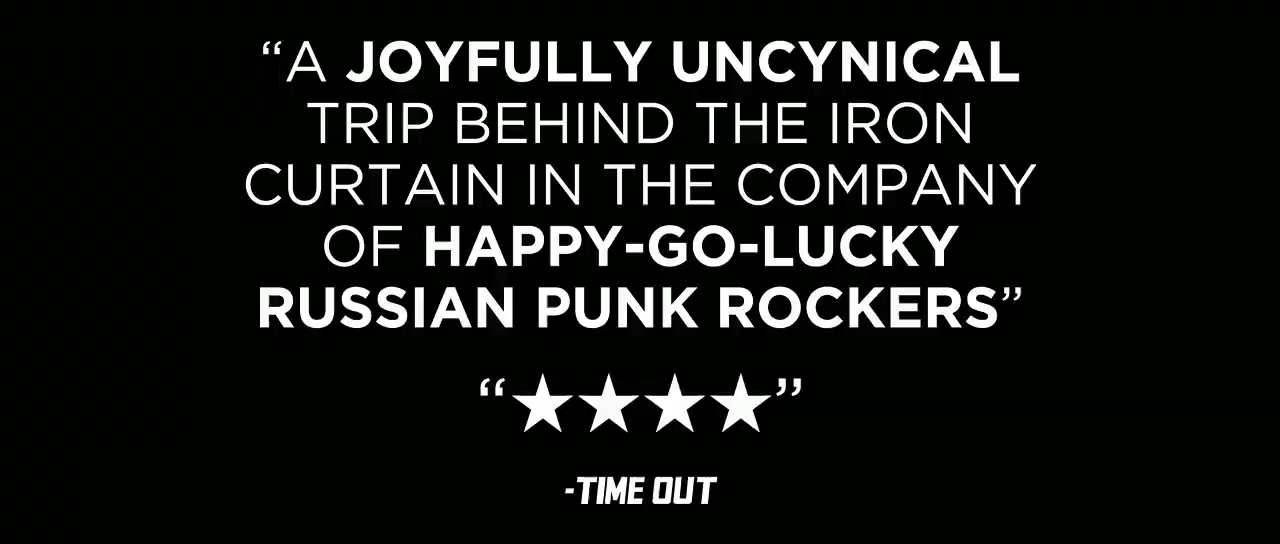 “A JOYFULLY UNCYNICAL
TRIP BEHIND THE IRON
CURTAIN IN THE COMPANY
OF HAPPY-GO-LUCKY
RUSSIAN PUNK ROCKERS”
“★★★★”
-TIME OUT